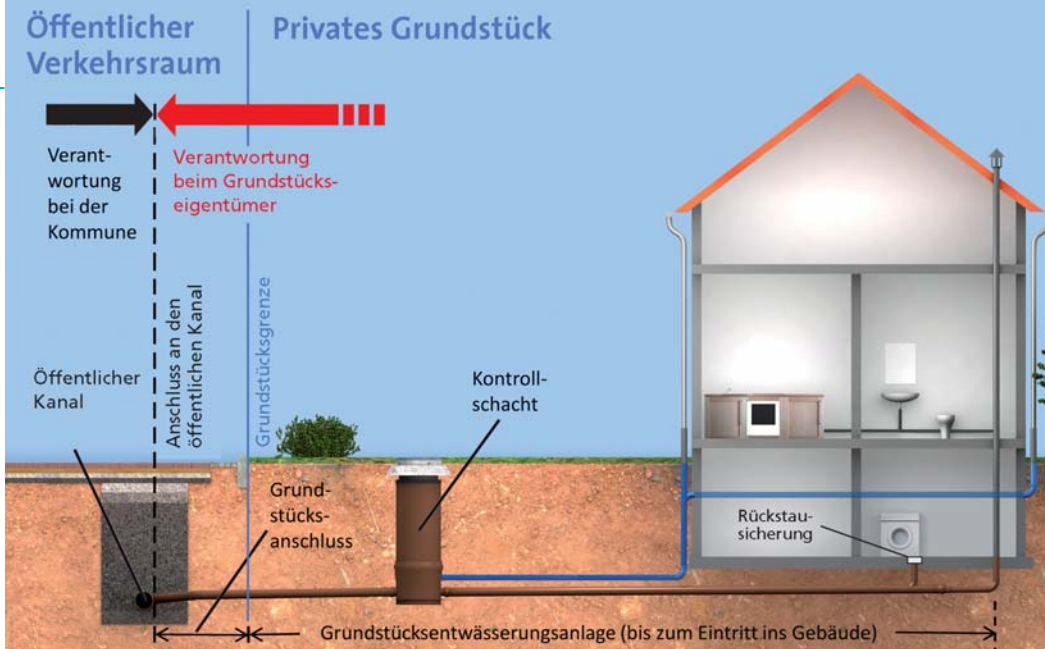 Öffentlicher
Verkehrsraum
Privates Grundstück
Verant-
wortung
bei der
Kommune
Verantwortung
beim Grundstücks-
eigentümer
Anschluss an den
öffentlichen Kanal
Grundstücksgrenze
Öffentlicher
Kanal
Kontroll-
schacht
Grund-
stücks-
anschluss
Rückstau-
sicherung
Grundstücksentwässerungsanlage (bis zum Eintritt ins Gebäude)